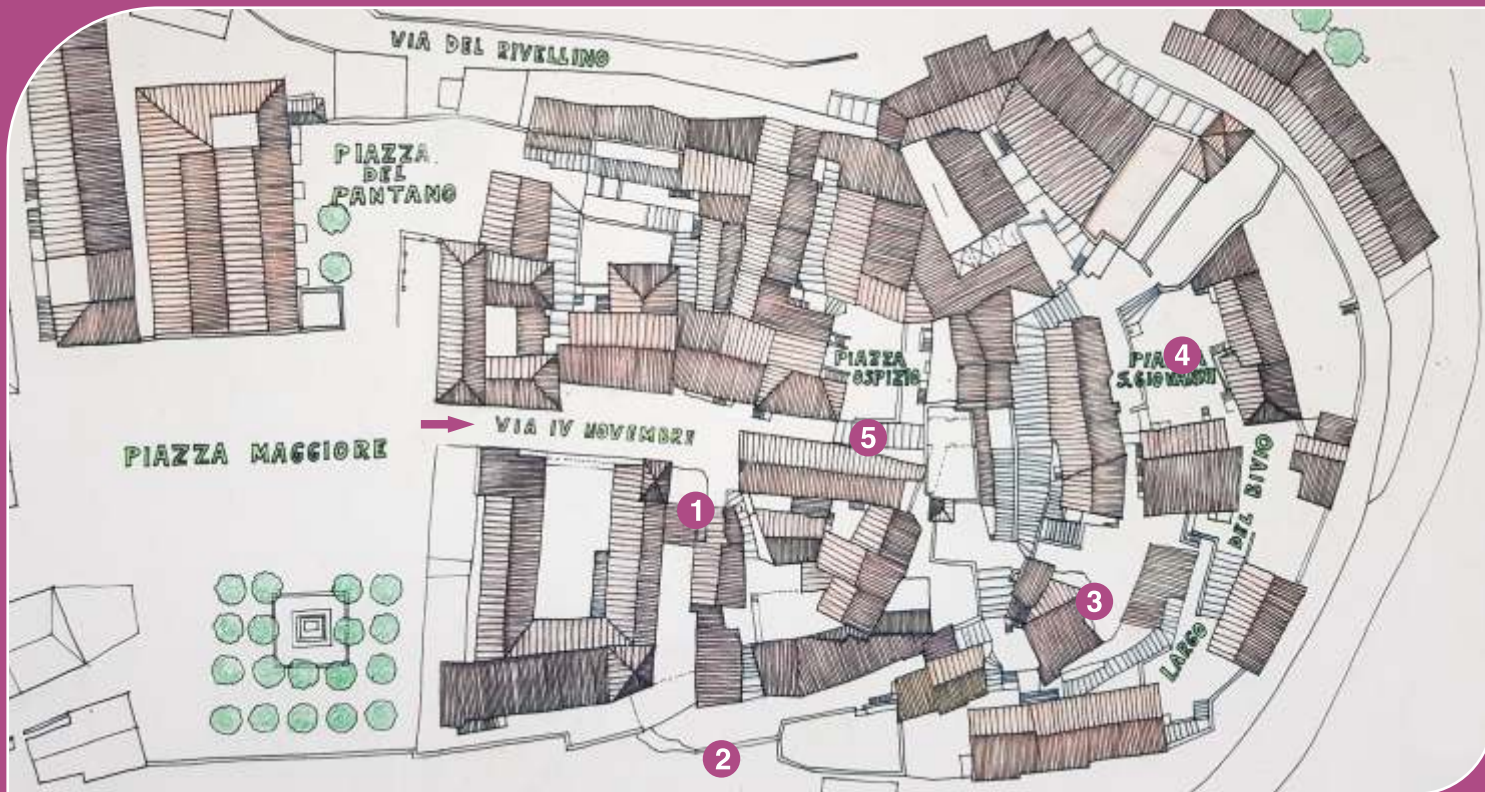 VIA DEL RIVELLINO
PIAZZA
DEL
PANTANO
PIAZZA
OSPIZIO
4
S. GIOVANNI
VIA IV NOVEMBRE
5
PIAZZA MAGGIORE
1
LARGO DEL BIVIO
3
2